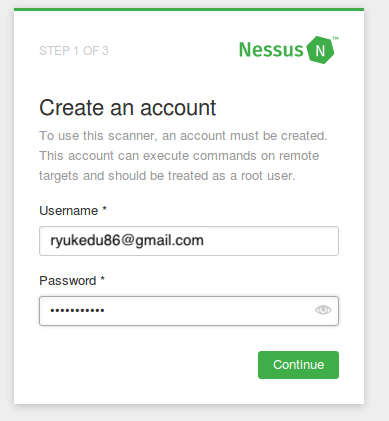 STEP 1 OF 3
Nessus N ™
Create an account
To use this scanner, an account must be created.
This account can execute commands on remote
targets and should be treated as a root user.
Username *
ryukedu86@gmail.com
Password *
•••••••••••
Continue